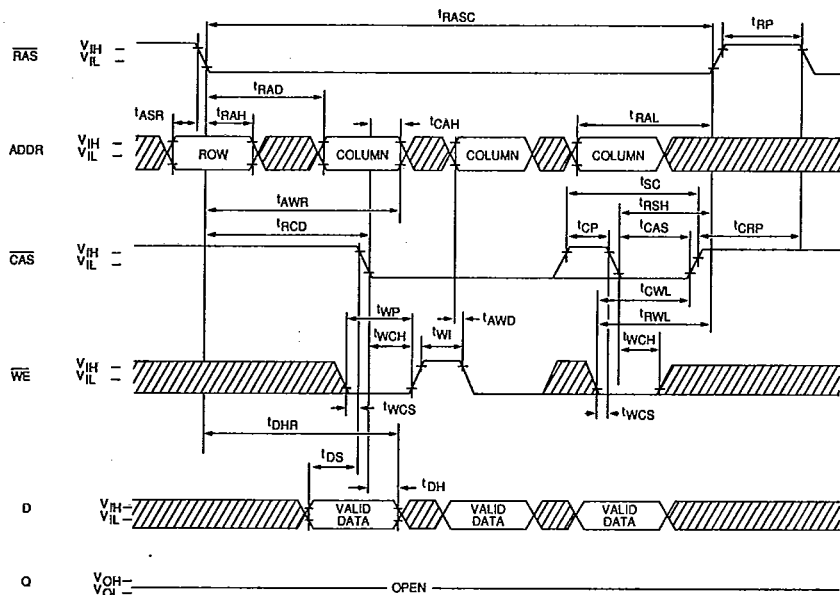 tRASC
tRP
RAS VIH VIL
tRAD
tASR tRAH tCAH tRAL
ADDR VIH VIL ROW COLUMN COLUMN COLUMN
tSC
tAWR tRSH
tRCD tCP tCAS tCRP
CAS VIH VIL
tCWL
tWP tAWD tRWL
tWCH tWI tWCH
WE VIH VIL
tWCS tWCS
tDHR
tDS
tDH
D VIH VIL VALID DATA VALID DATA VALID DATA
Q VOH VOL OPEN